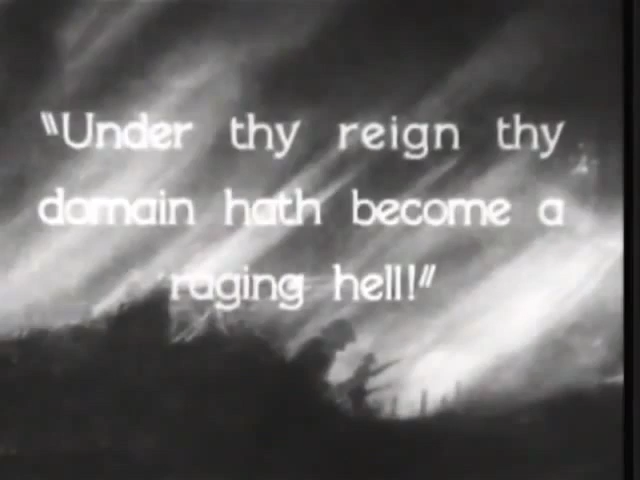 "Under thy reign thy
domain hath become a
raging hell!"